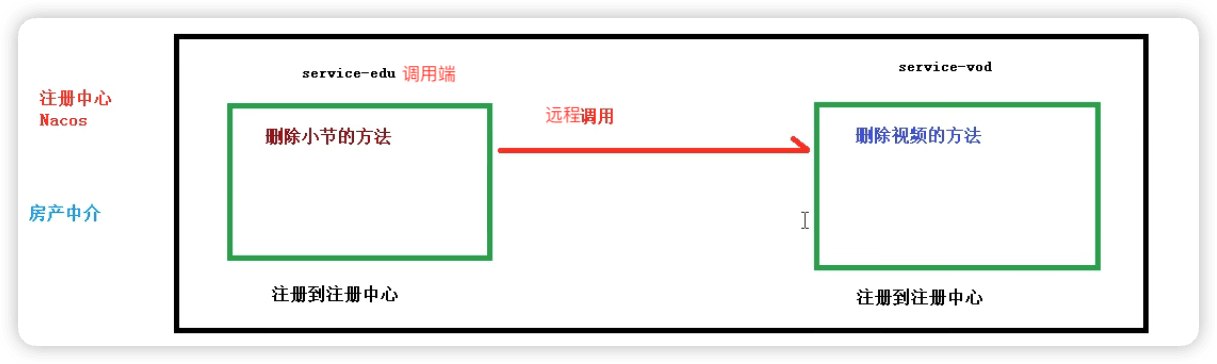 注册中心
Nacos
房产中介
service-edu 调用端
删除小节的方法
注册到注册中心
远程调用
service-vod
删除视频的方法
注册到注册中心